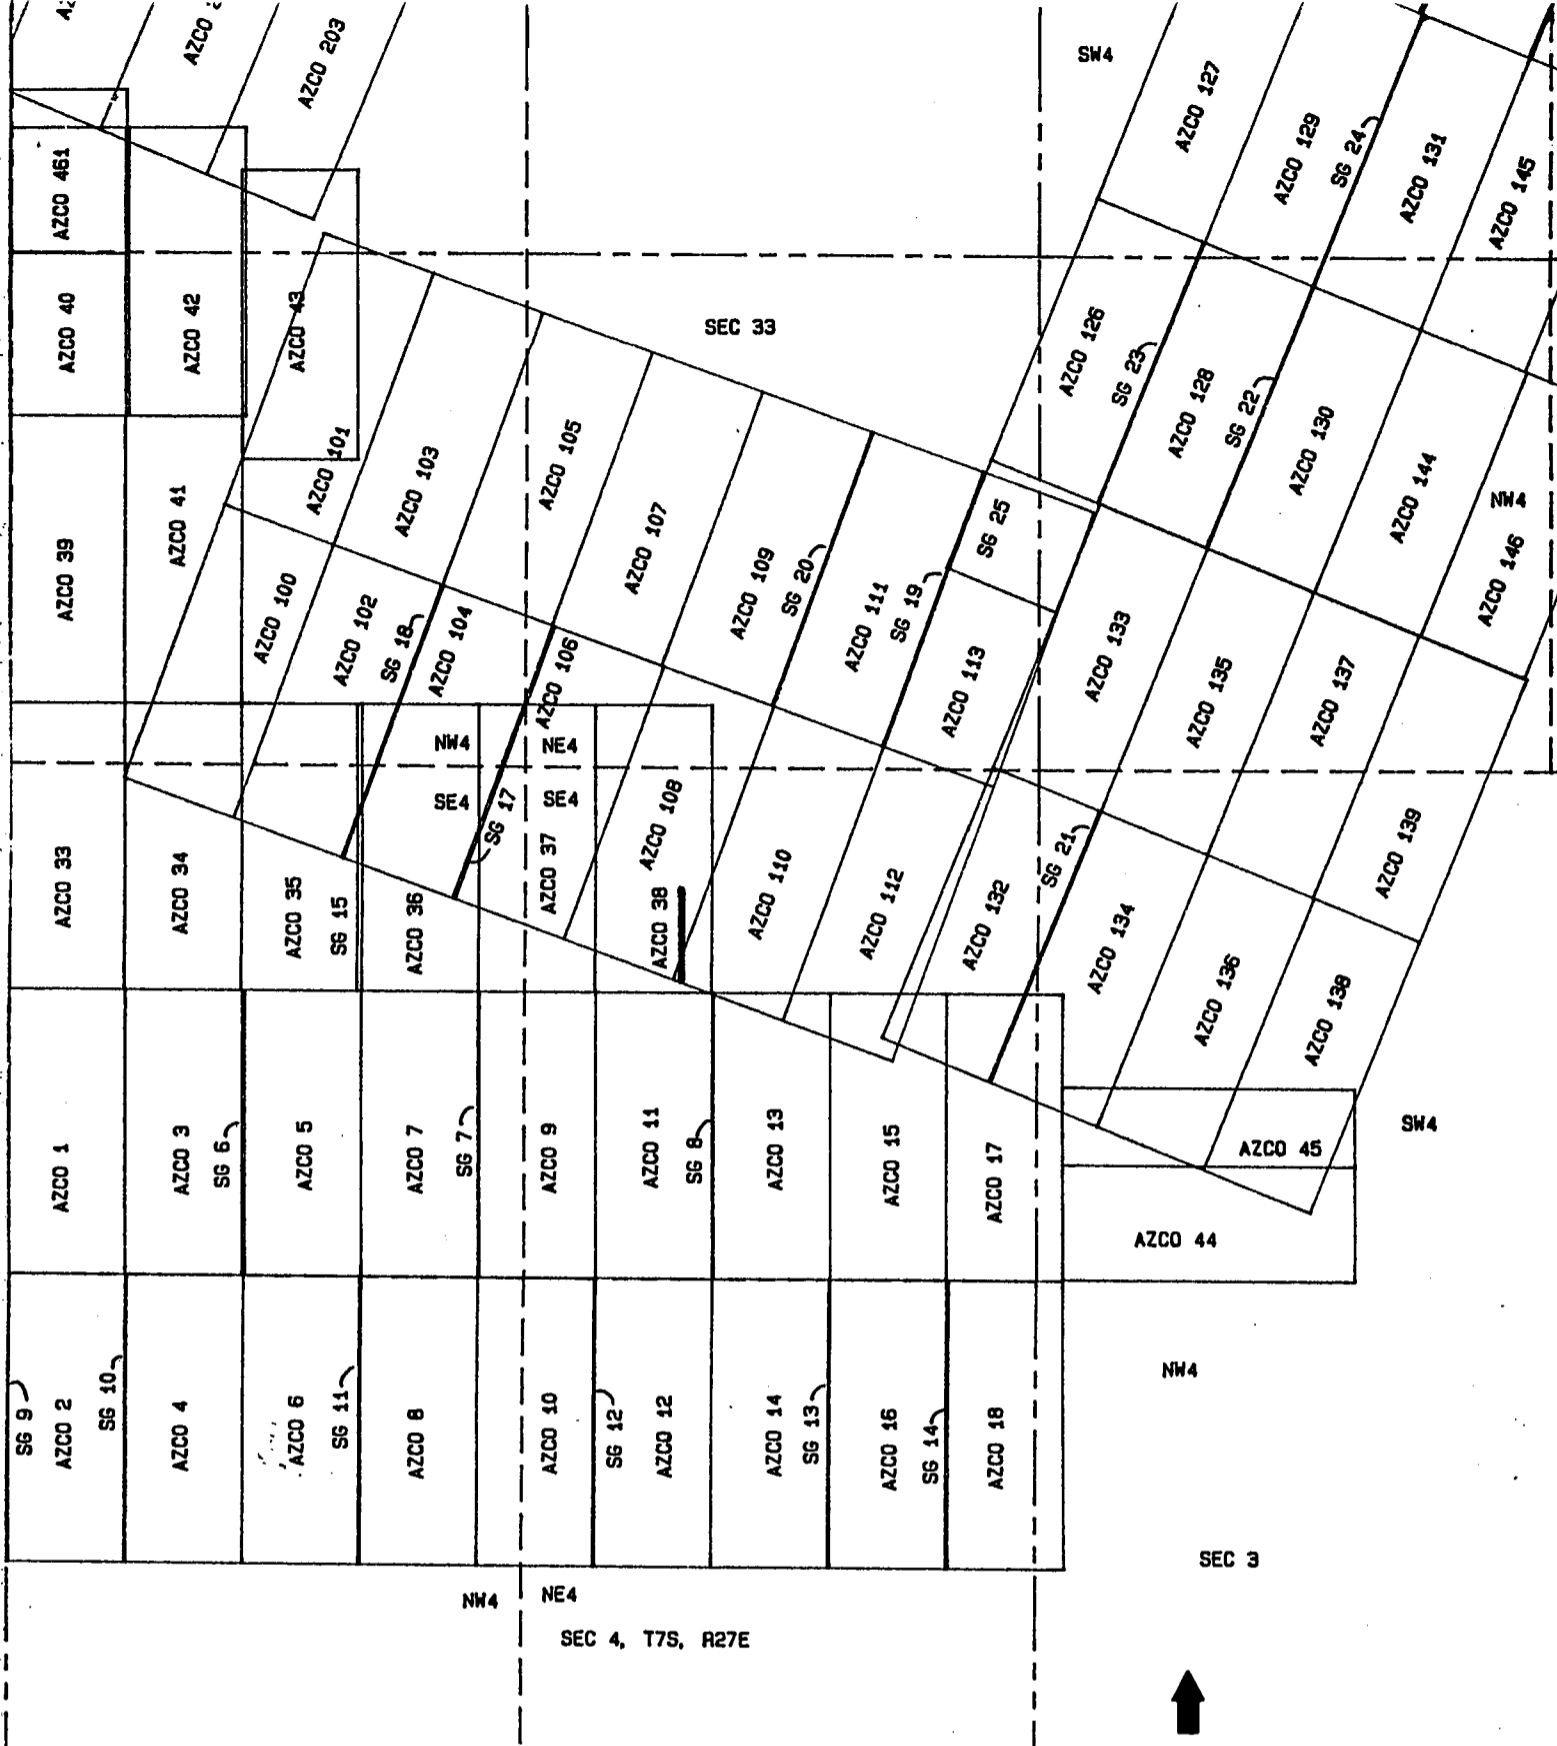 AZCO 203
SW4
AZCO 127
AZCO 129
SG 24
AZCO 131
AZCO 145
AZCO 461
AZCO 40
AZCO 42
AZCO 43
SEC 33
AZCO 126
SG 23
AZCO 128
SG 22
AZCO 130
AZCO 144
NW4
AZCO 146
AZCO 39
AZCO 41
AZCO 101
AZCO 103
AZCO 105
AZCO 107
AZCO 109
SG 20
AZCO 111
SG 19
SG 25
AZCO 100
AZCO 102
SG 18
AZCO 104
AZCO 106
AZCO 113
AZCO 133
AZCO 135
AZCO 137
AZCO 139
NW4
NE4
SE4
SE4
SG 17
AZCO 33
AZCO 34
AZCO 35
SG 15
AZCO 36
AZCO 37
AZCO 38
AZCO 108
AZCO 110
AZCO 112
AZCO 132
SG 21
AZCO 134
AZCO 136
AZCO 138
AZCO 1
AZCO 3
SG 6
AZCO 5
AZCO 7
SG 7
AZCO 9
AZCO 11
SG 8
AZCO 13
AZCO 15
AZCO 17
AZCO 45
SW4
AZCO 44
SG 9
AZCO 2
SG 10
AZCO 4
AZCO 6
SG 11
AZCO 8
AZCO 10
SG 12
AZCO 12
AZCO 14
SG 13
AZCO 16
SG 14
AZCO 18
NW4
SEC 3
NW4
NE4
SEC 4, T7S, R27E